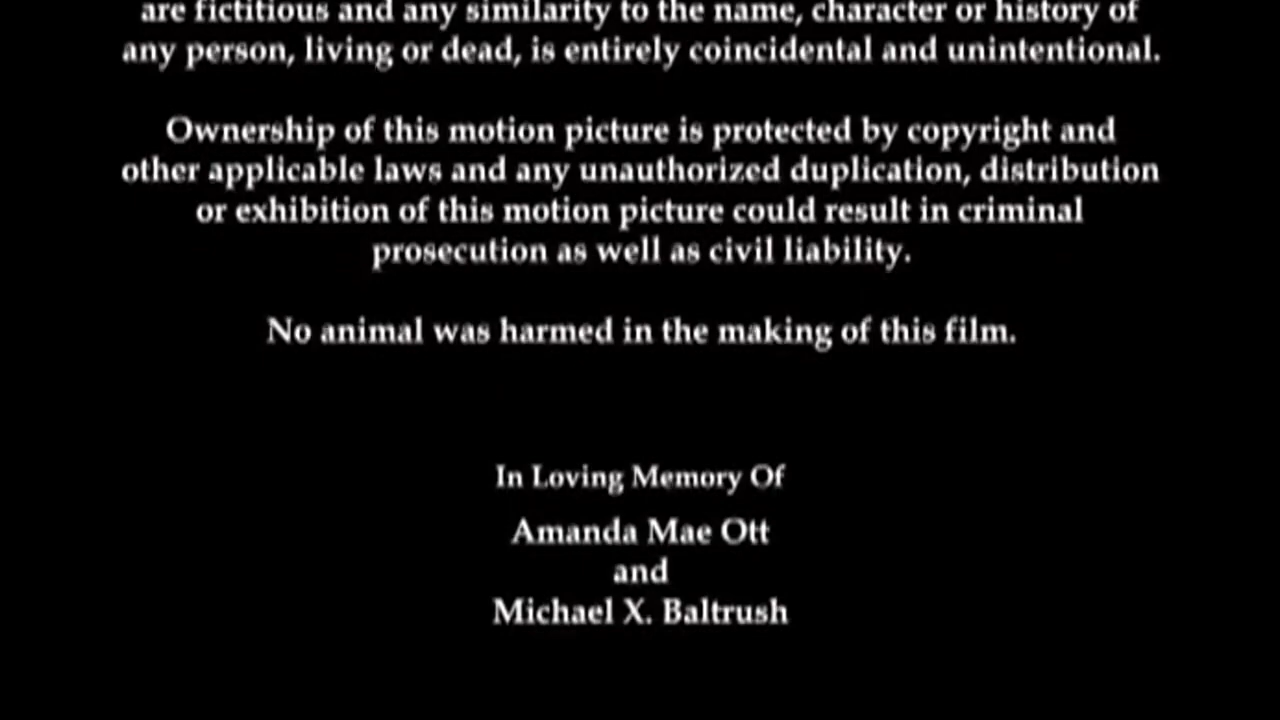 are fictitious and any similarity to the name, character or history of
any person, living or dead, is entirely coincidental and unintentional.
Ownership of this motion picture is protected by copyright and
other applicable laws and any unauthorized duplication, distribution
or exhibition of this motion picture could result in criminal
prosecution as well as civil liability.
No animal was harmed in the making of this film.
In Loving Memory Of
Amanda Mae Ott
and
Michael X. Baltrush